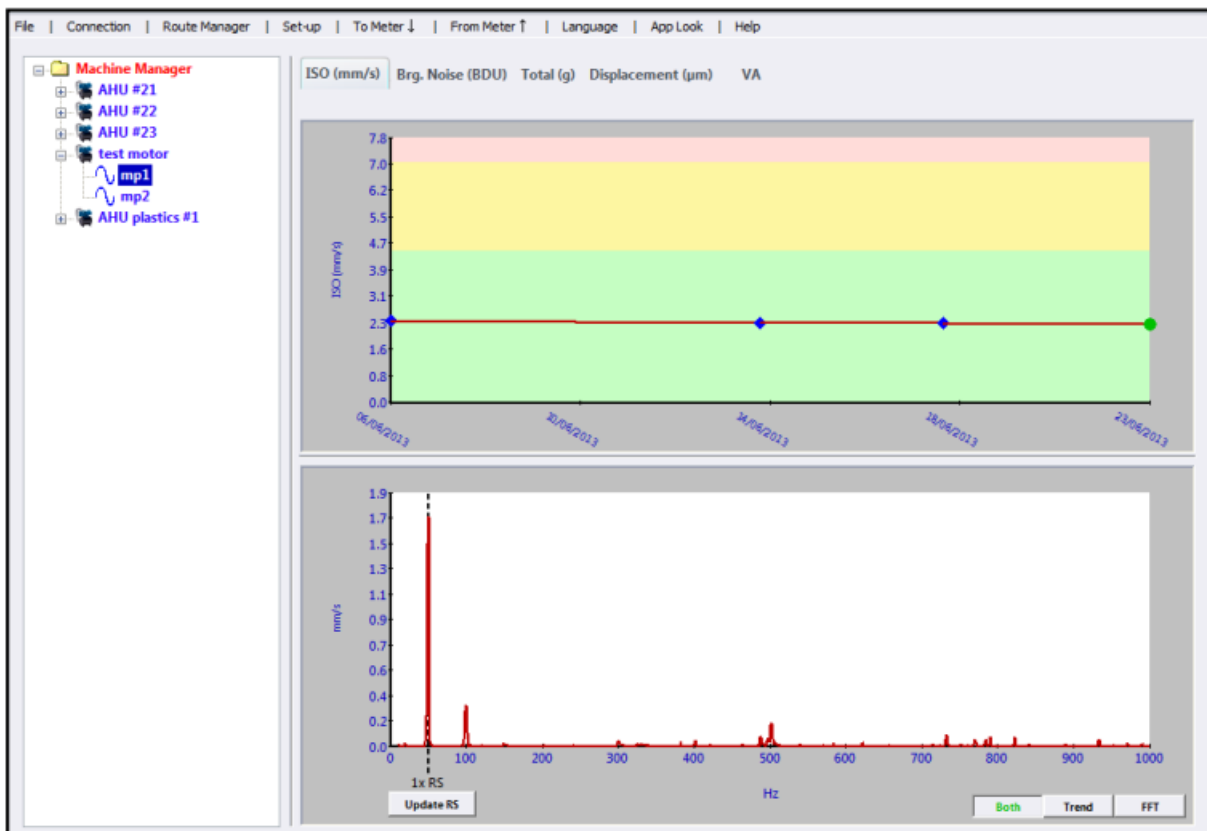 File | Connection | Route Manager | Set-up | To Meter ↓ | From Meter ↑ | Language | App Look | Help
Machine Manager
AHU #21
AHU #22
AHU #23
test motor
mp1
mp2
AHU plastics #1
ISO (mm/s) Brg. Noise (BDU) Total (g) Displacement (µm) VA
ISO (mm/s)
7.8
7.0
6.2
5.5
4.7
3.9
3.1
2.3
1.6
0.8
0.0
06/06/2013 10/06/2013 14/06/2013 18/06/2013 23/06/2013
mm/s
1.9
1.7
1.5
1.3
1.1
0.9
0.7
0.6
0.4
0.2
0.0
0 100 200 300 400 500 600 700 800 900 1000
1x RS
Hz
Update RS
Both Trend FFT